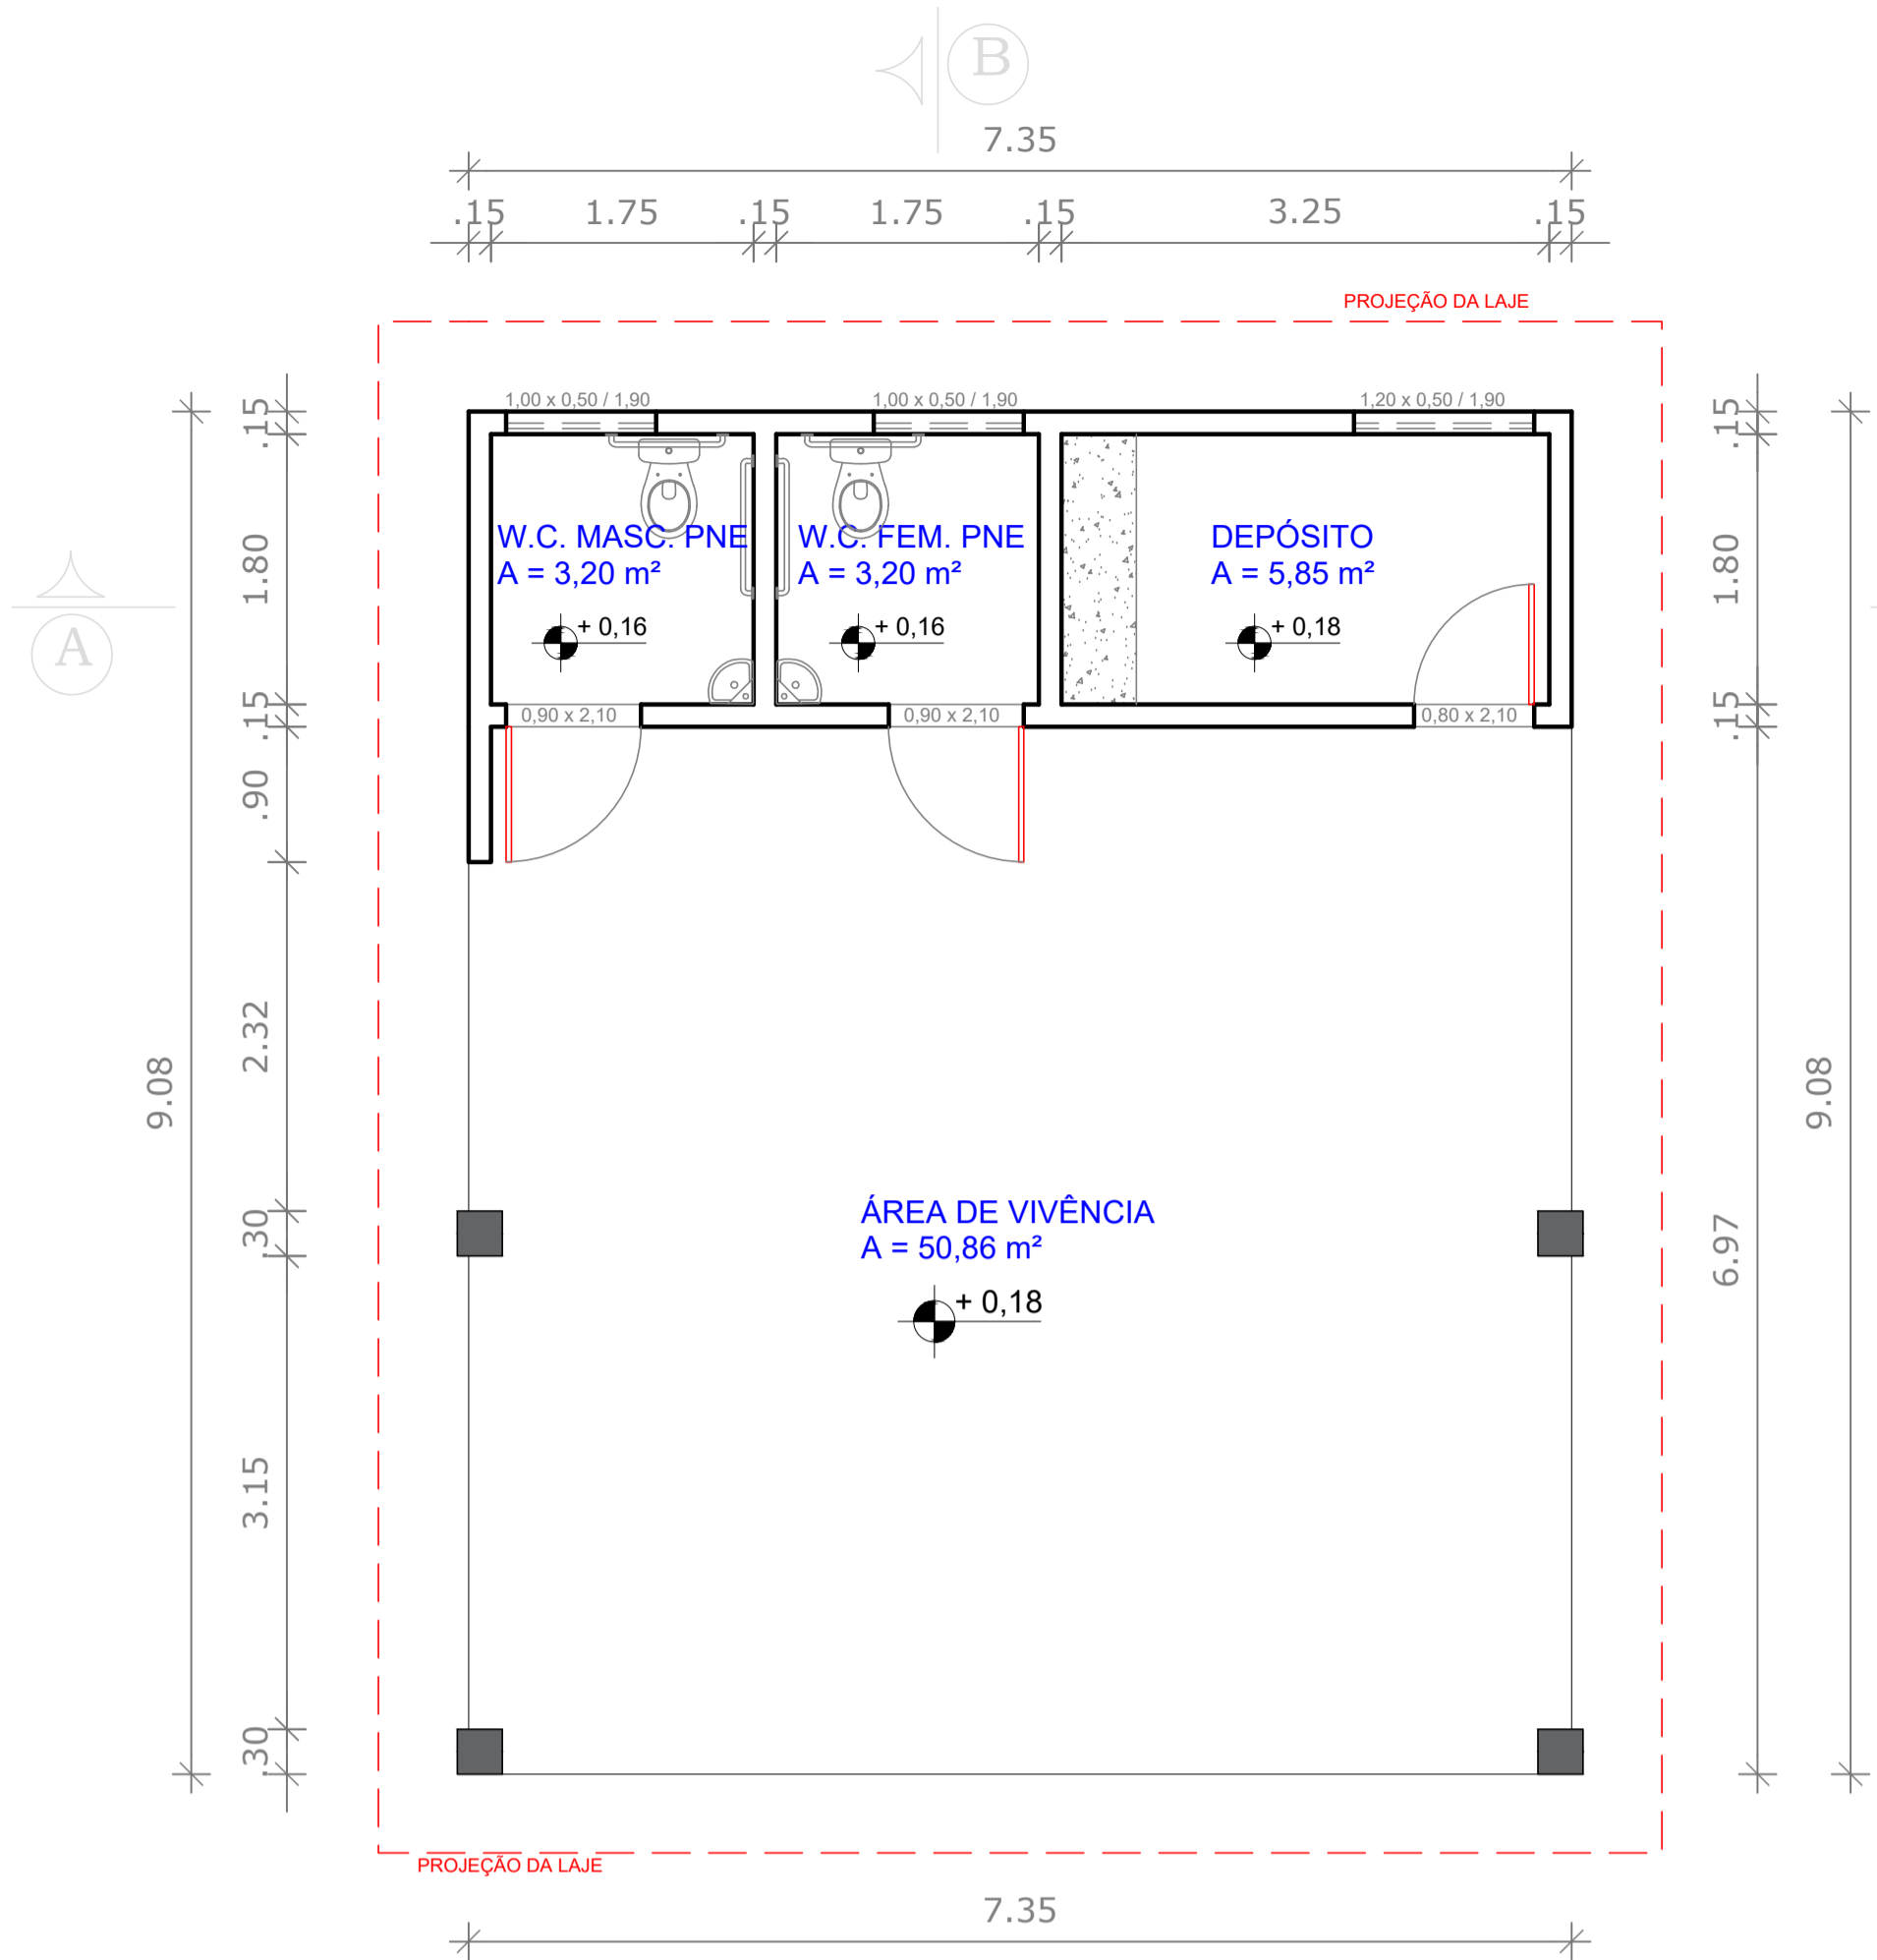 B
7.35
.15 1.75 .15 1.75 .15 3.25 .15
PROJEÇÃO DA LAJE
1,00 x 0,50 / 1,90 1,00 x 0,50 / 1,90 1,20 x 0,50 / 1,90
.15 .15
W.C. MASC. PNE
A = 3,20 m²
+ 0,16
W.C. FEM. PNE
A = 3,20 m²
+ 0,16
DEPÓSITO
A = 5,85 m²
+ 0,18
1.80 1.80
A
.15 .15
0,90 x 2,10 0,90 x 2,10 0,80 x 2,10
.90
2.32
9.08 9.08
ÁREA DE VIVÊNCIA
A = 50,86 m²
+ 0,18
.30 6.97
3.15
.30
PROJEÇÃO DA LAJE
7.35